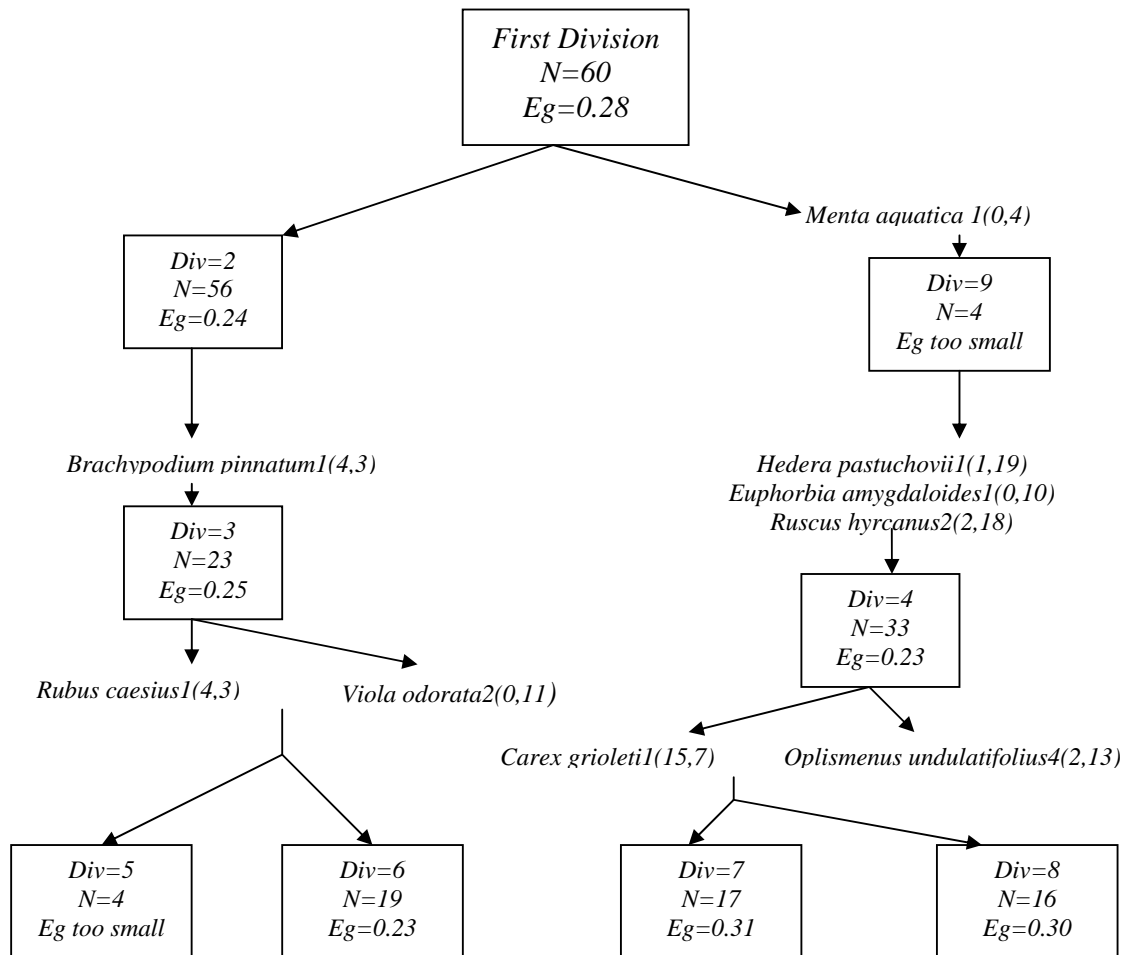 First Division
N=60
Eg=0.28
Menta aquatica 1(0,4)
Div=2
N=56
Eg=0.24
Div=9
N=4
Eg too small
Brachypodium pinnatum1(4,3)
Hedera pastuchovii1(1,19)
Euphorbia amygdaloides1(0,10)
Ruscus hyrcanus2(2,18)
Div=3
N=23
Eg=0.25
Div=4
N=33
Eg=0.23
Rubus caesius1(4,3)
Viola odorata2(0,11)
Carex grioleti1(15,7)
Oplismenus undulatifolius4(2,13)
Div=5
N=4
Eg too small
Div=6
N=19
Eg=0.23
Div=7
N=17
Eg=0.31
Div=8
N=16
Eg=0.30